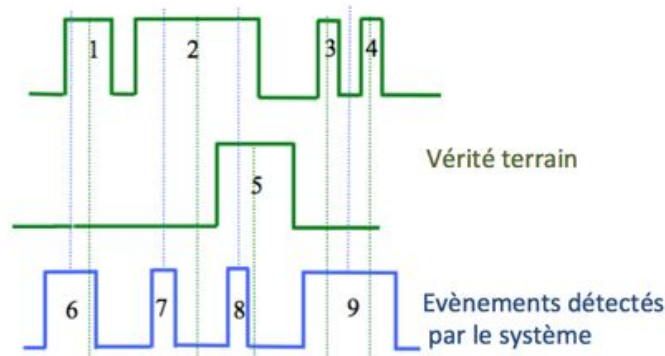 1 2 3 4
Vérité terrain
5
6 7 8 9
Evènements détectés
par le système